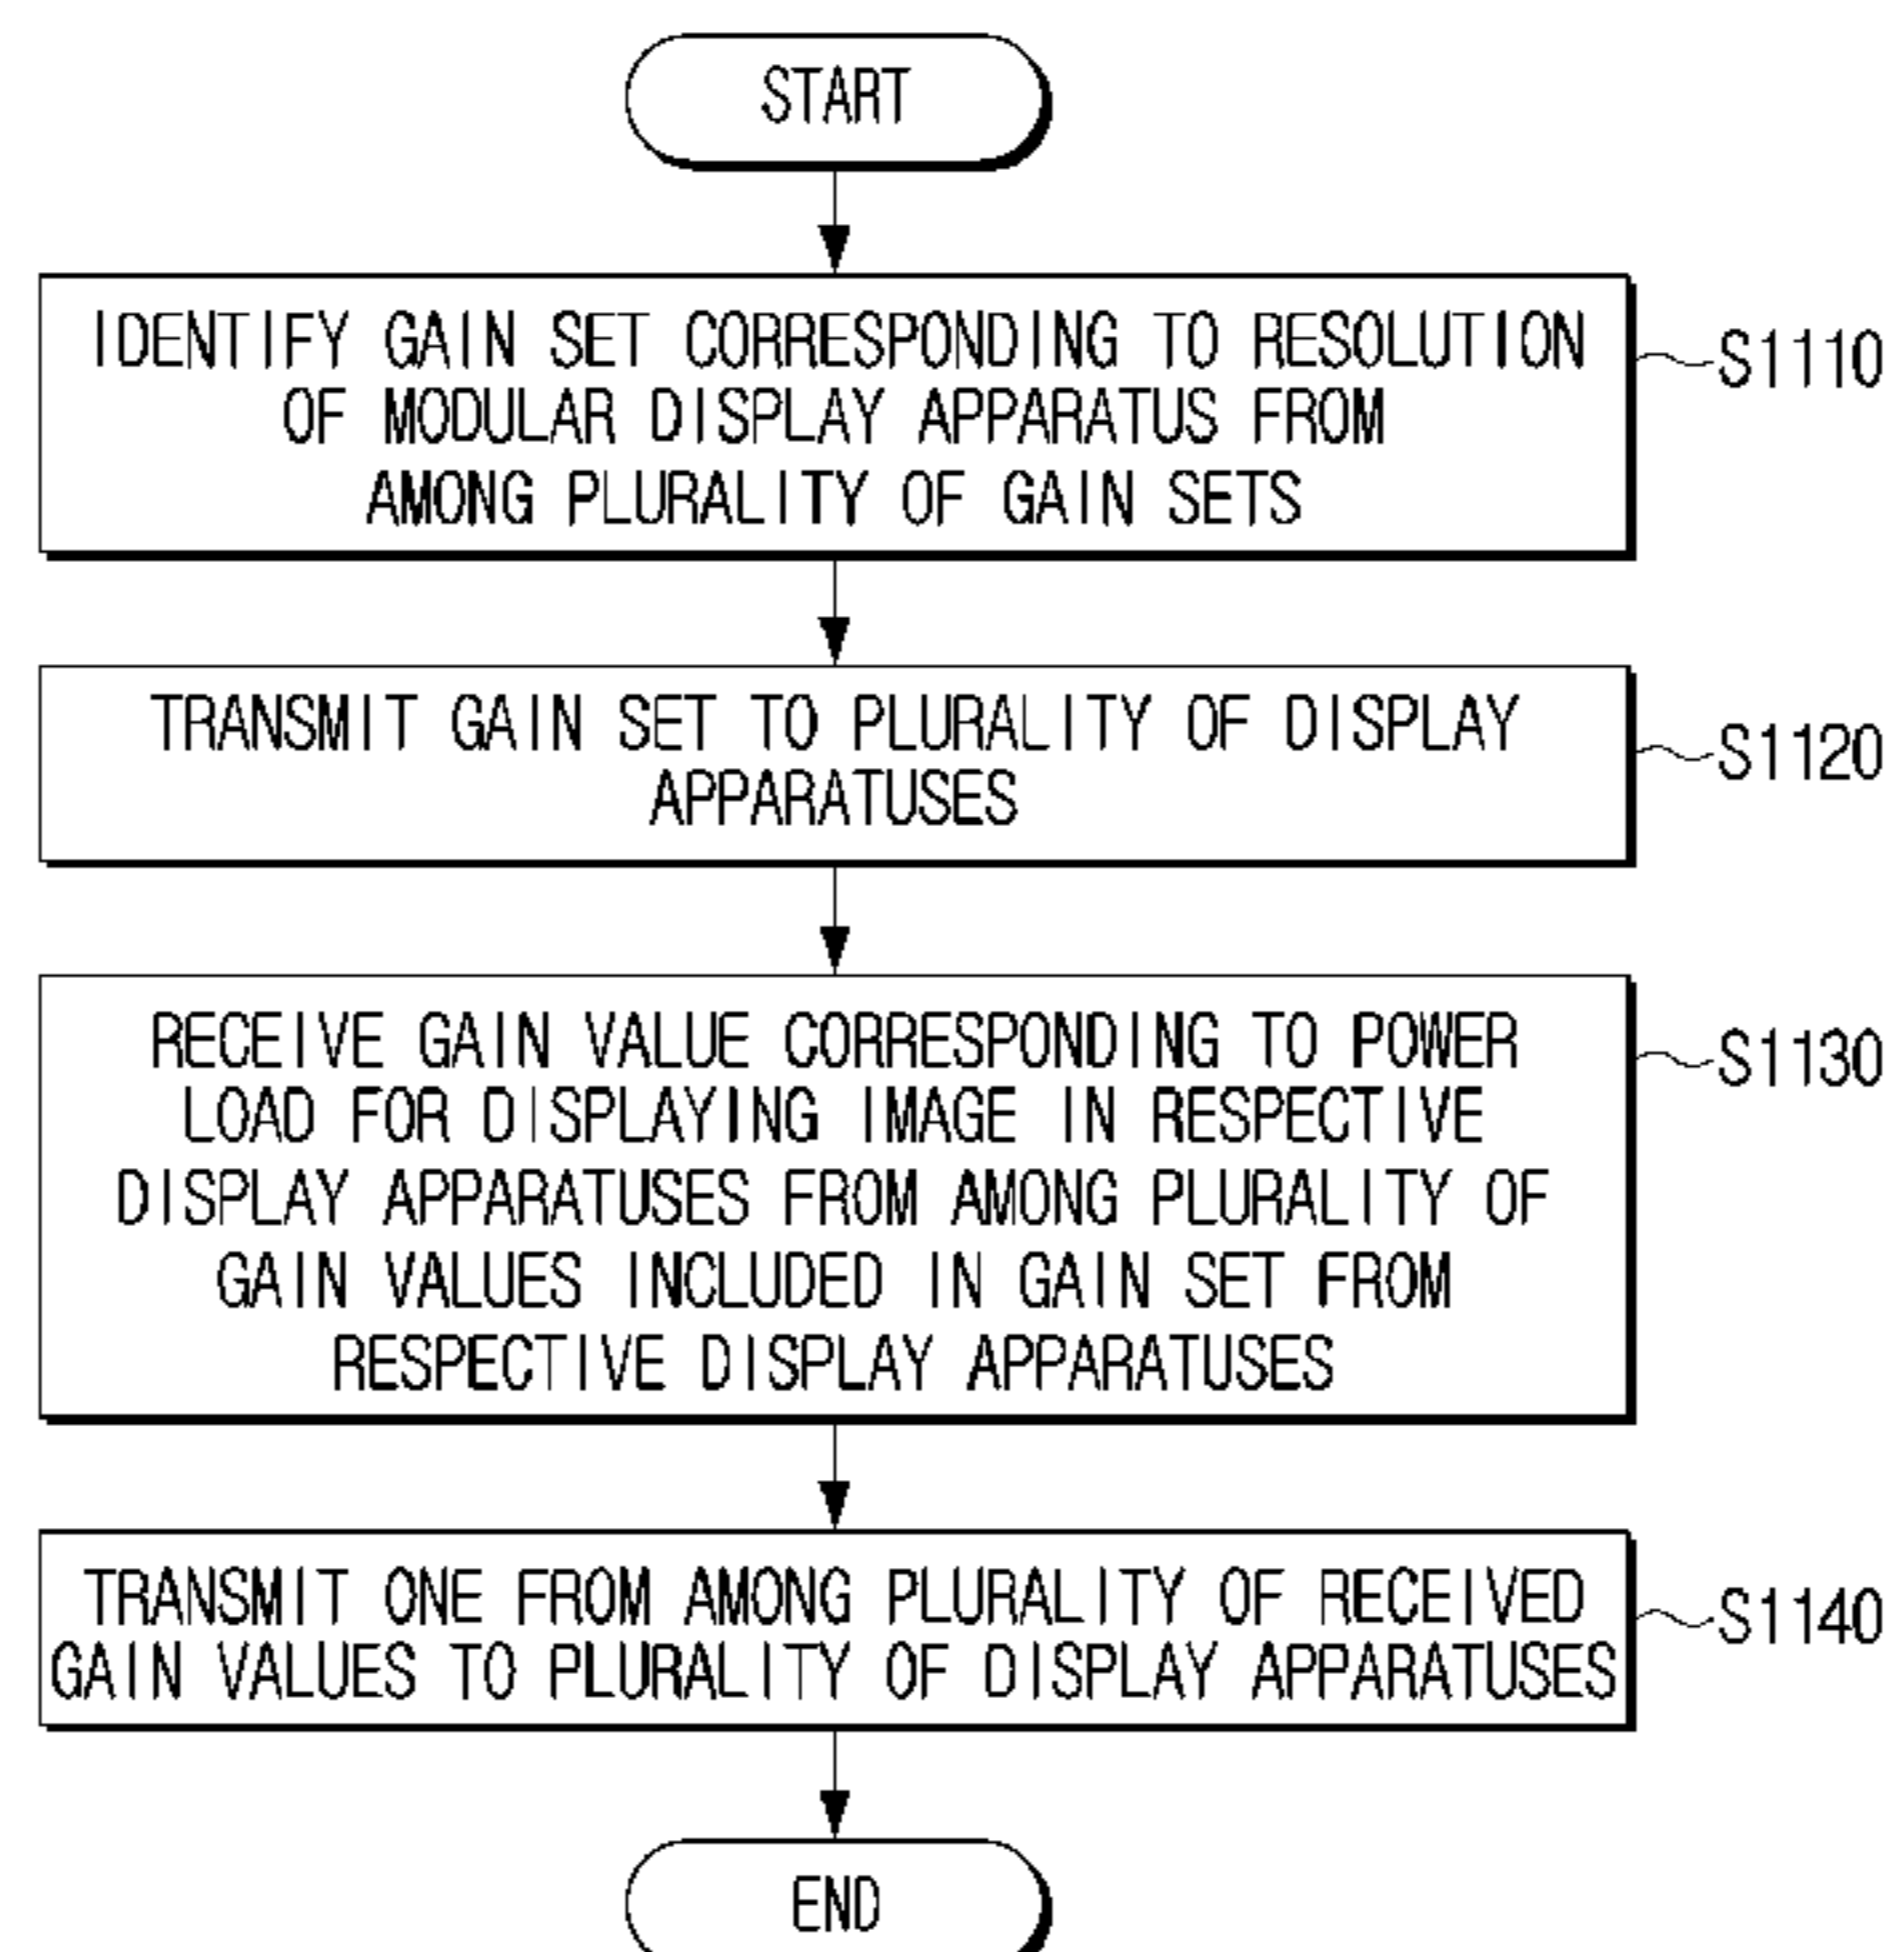 START
IDENTIFY GAIN SET CORRESPONDING TO RESOLUTION
OF MODULAR DISPLAY APPARATUS FROM
AMONG PLURALITY OF GAIN SETS
S1110
TRANSMIT GAIN SET TO PLURALITY OF DISPLAY
APPARATUSES
S1120
RECEIVE GAIN VALUE CORRESPONDING TO POWER
LOAD FOR DISPLAYING IMAGE IN RESPECTIVE
DISPLAY APPARATUSES FROM AMONG PLURALITY OF
GAIN VALUES INCLUDED IN GAIN SET FROM
RESPECTIVE DISPLAY APPARATUSES
S1130
TRANSMIT ONE FROM AMONG PLURALITY OF RECEIVED
GAIN VALUES TO PLURALITY OF DISPLAY APPARATUSES
S1140
END